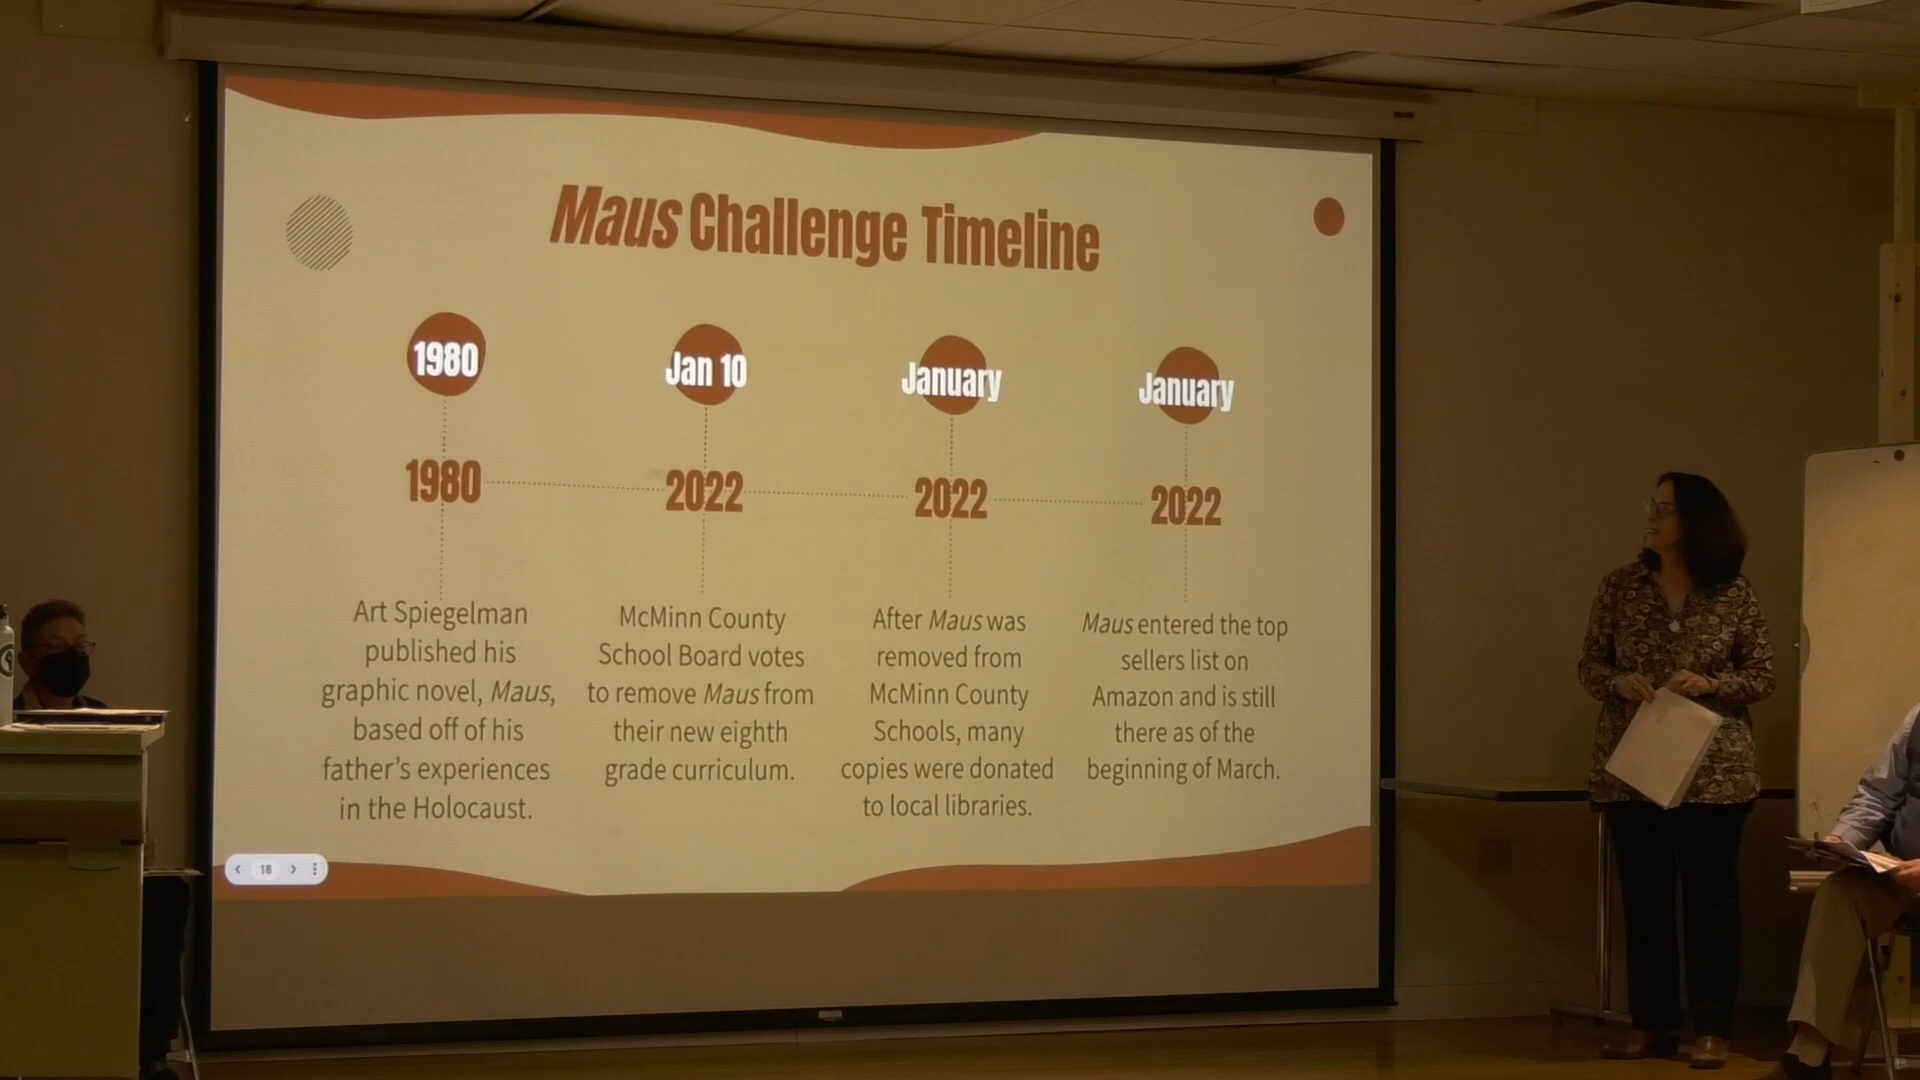 Maus Challenge Timeline
1980
1980
Art Spiegelman
published his
graphic novel, Maus,
based off of his
father's experiences
in the Holocaust.
Jan 10
2022
McMinn County
School Board votes
to remove Maus from
their new eighth
grade curriculum.
January
2022
After Maus was
removed from
McMinn County
Schools, many
copies were donated
to local libraries.
January
2022
Maus entered the top
sellers list on
Amazon and is still
there as of the
beginning of March.
18